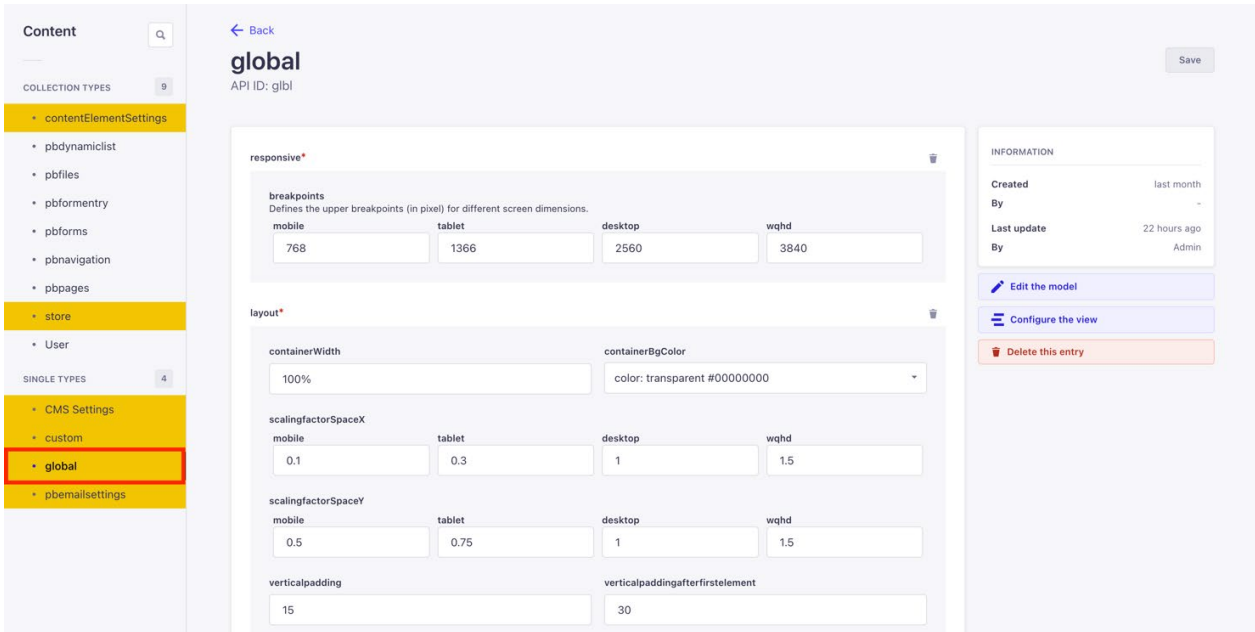 Content
COLLECTION TYPES 9
contentElementSettings
pbdynamiclist
pbfiles
pbformentry
pbforms
pbnavigation
pbpages
store
User
SINGLE TYPES 4
CMS Settings
custom
global
pbemailsettings
Back
global
API ID: glbl
Save
responsive*
breakpoints
Defines the upper breakpoints (in pixel) for different screen dimensions.
mobile tablet desktop wqhd
768 1366 2560 3840
layout*
containerWidth containerBgColor
100% color: transparent #00000000
scalingfactorSpaceX
mobile tablet desktop wqhd
0.1 0.3 1 1.5
scalingfactorSpaceY
mobile tablet desktop wqhd
0.5 0.75 1 1.5
verticalpadding verticalpaddingafterfirstelement
15 30
INFORMATION
Created last month
By -
Last update 22 hours ago
By Admin
Edit the model
Configure the view
Delete this entry